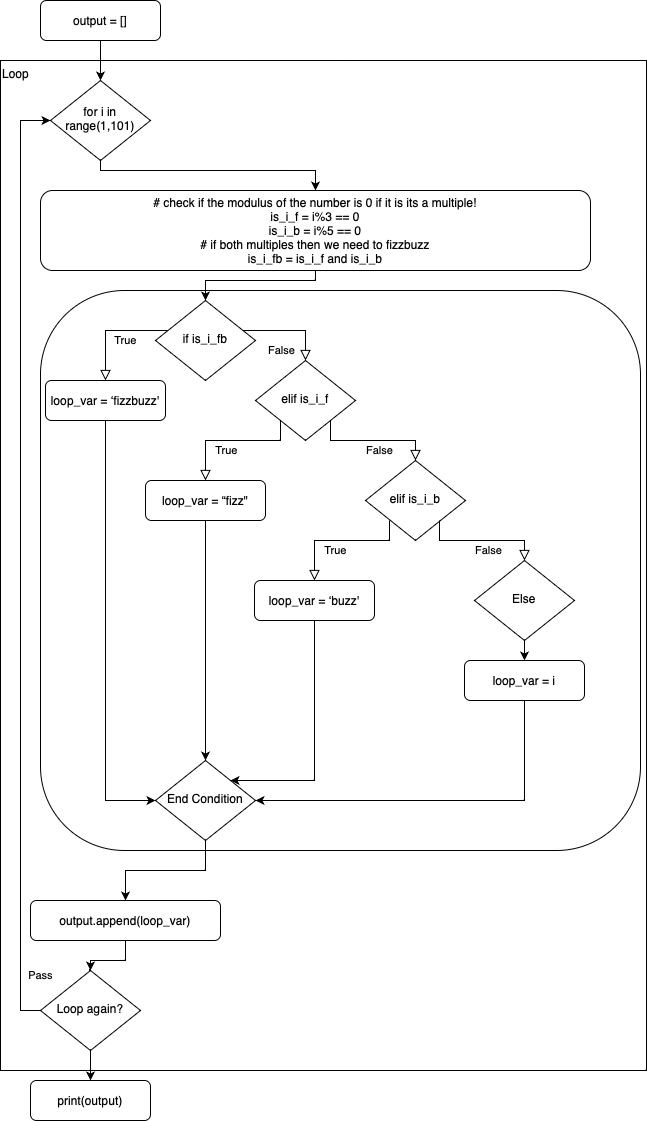 output = []
Loop
for i in
range(1,101)
# check if the modulus of the number is 0 if it is its a multiple!
is_i_f = i%3 == 0
is_i_b = i%5 == 0
# if both multiples then we need to fizzbuzz
is_i_fb = is_i_f and is_i_b
if is_i_fb
True
False
loop_var = ‘fizzbuzz’
elif is_i_f
True
False
loop_var = “fizz”
elif is_i_b
True
False
loop_var = ‘buzz’
Else
loop_var = i
End Condition
output.append(loop_var)
Pass
Loop again?
print(output)